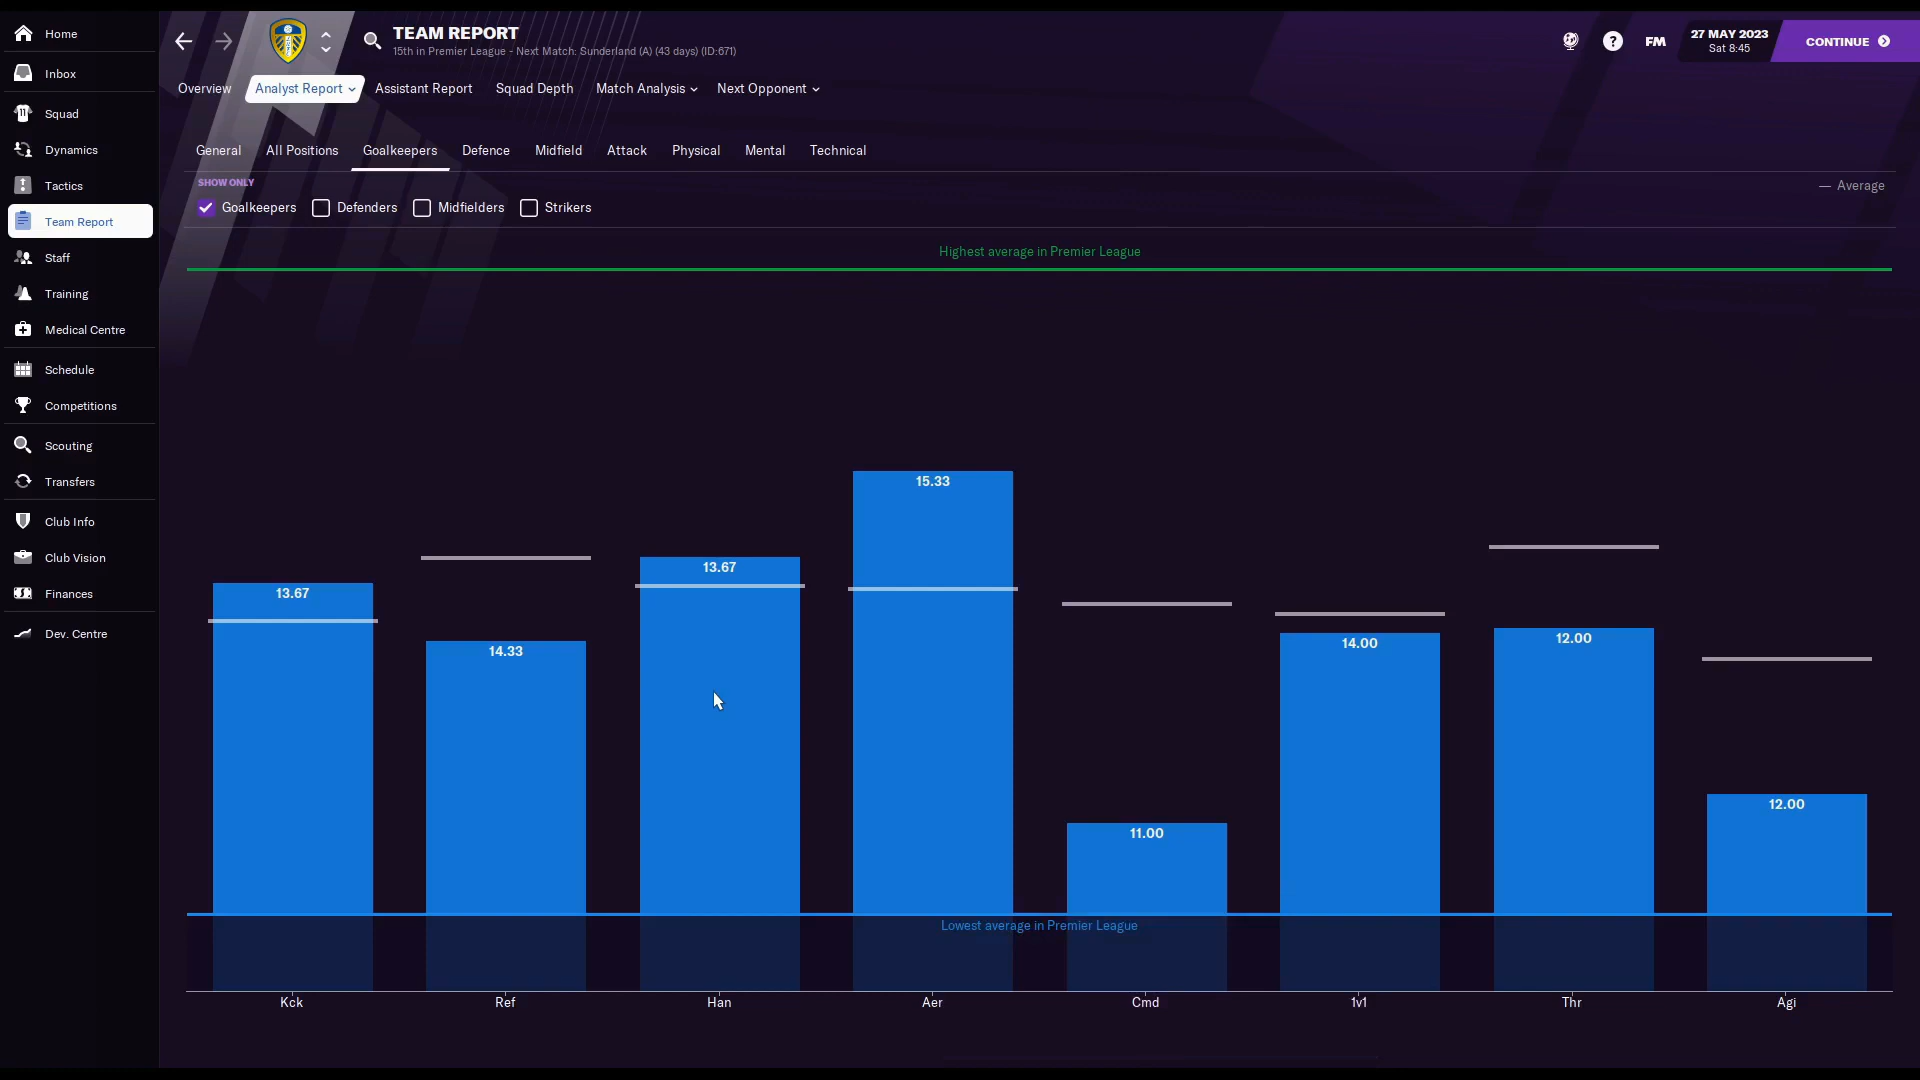 Home
Inbox
Squad
Dynamics
Tactics
Team Report
Staff
Training
Medical Centre
Schedule
Competitions
Scouting
Transfers
Club Info
Club Vision
Finances
Dev. Centre
TEAM REPORT
15th in Premier League - Next Match: Sunderland (A) (43 days) (ID:671)
FM
27 MAY 2023
Sat 8:45
CONTINUE
Overview Analyst Report Assistant Report Squad Depth Match Analysis Next Opponent
General All Positions Goalkeepers Defence Midfield Attack Physical Mental Technical
SHOW ONLY
Average
Goalkeepers Defenders Midfielders Strikers
Highest average in Premier League
13.67 14.33 13.67 15.33 11.00 14.00 12.00 12.00
Lowest average in Premier League
Kck Ref Han Aer Cmd 1v1 Thr Agi